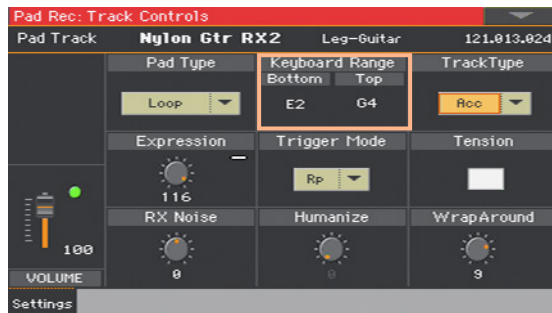 Pad Rec: Track Controls
Pad Track Nylon Gtr RX2 Leg-Guitar 121.013.024
Pad Type Keyboard Range TrackType
Bottom Top
Loop E2 G4 Acc
Expression Trigger Mode Tension
116 Rp
RX Noise Humanize WrapAround
100 0 0 9
VOLUME
Settings